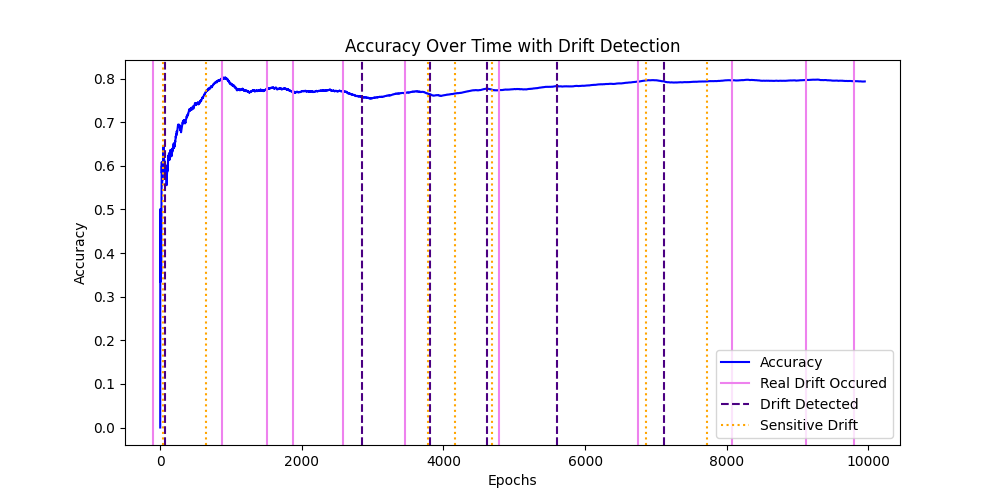 Accuracy Over Time with Drift Detection
0.8
0.7
0.6
0.5
0.4
0.3
0.2
0.1
0.0
Accuracy
Accuracy
Real Drift Occured
Drift Detected
Sensitive Drift
0 2000 4000 6000 8000 10000
Epochs